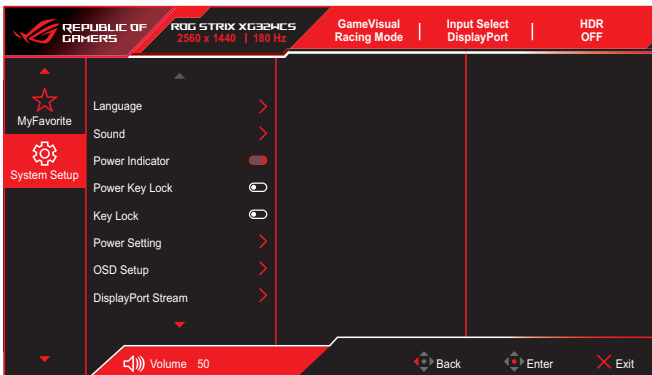 REPUBLIC OF
GAMERS
ROG STRIX XG32WCS
2560 x 1440 | 180 Hz
GameVisual
Racing Mode
Input Select
DisplayPort
HDR
OFF
MyFavorite
System Setup
Language
Sound
Power Indicator
Power Key Lock
Key Lock
Power Setting
OSD Setup
DisplayPort Stream
Volume 50
Back
Enter
Exit